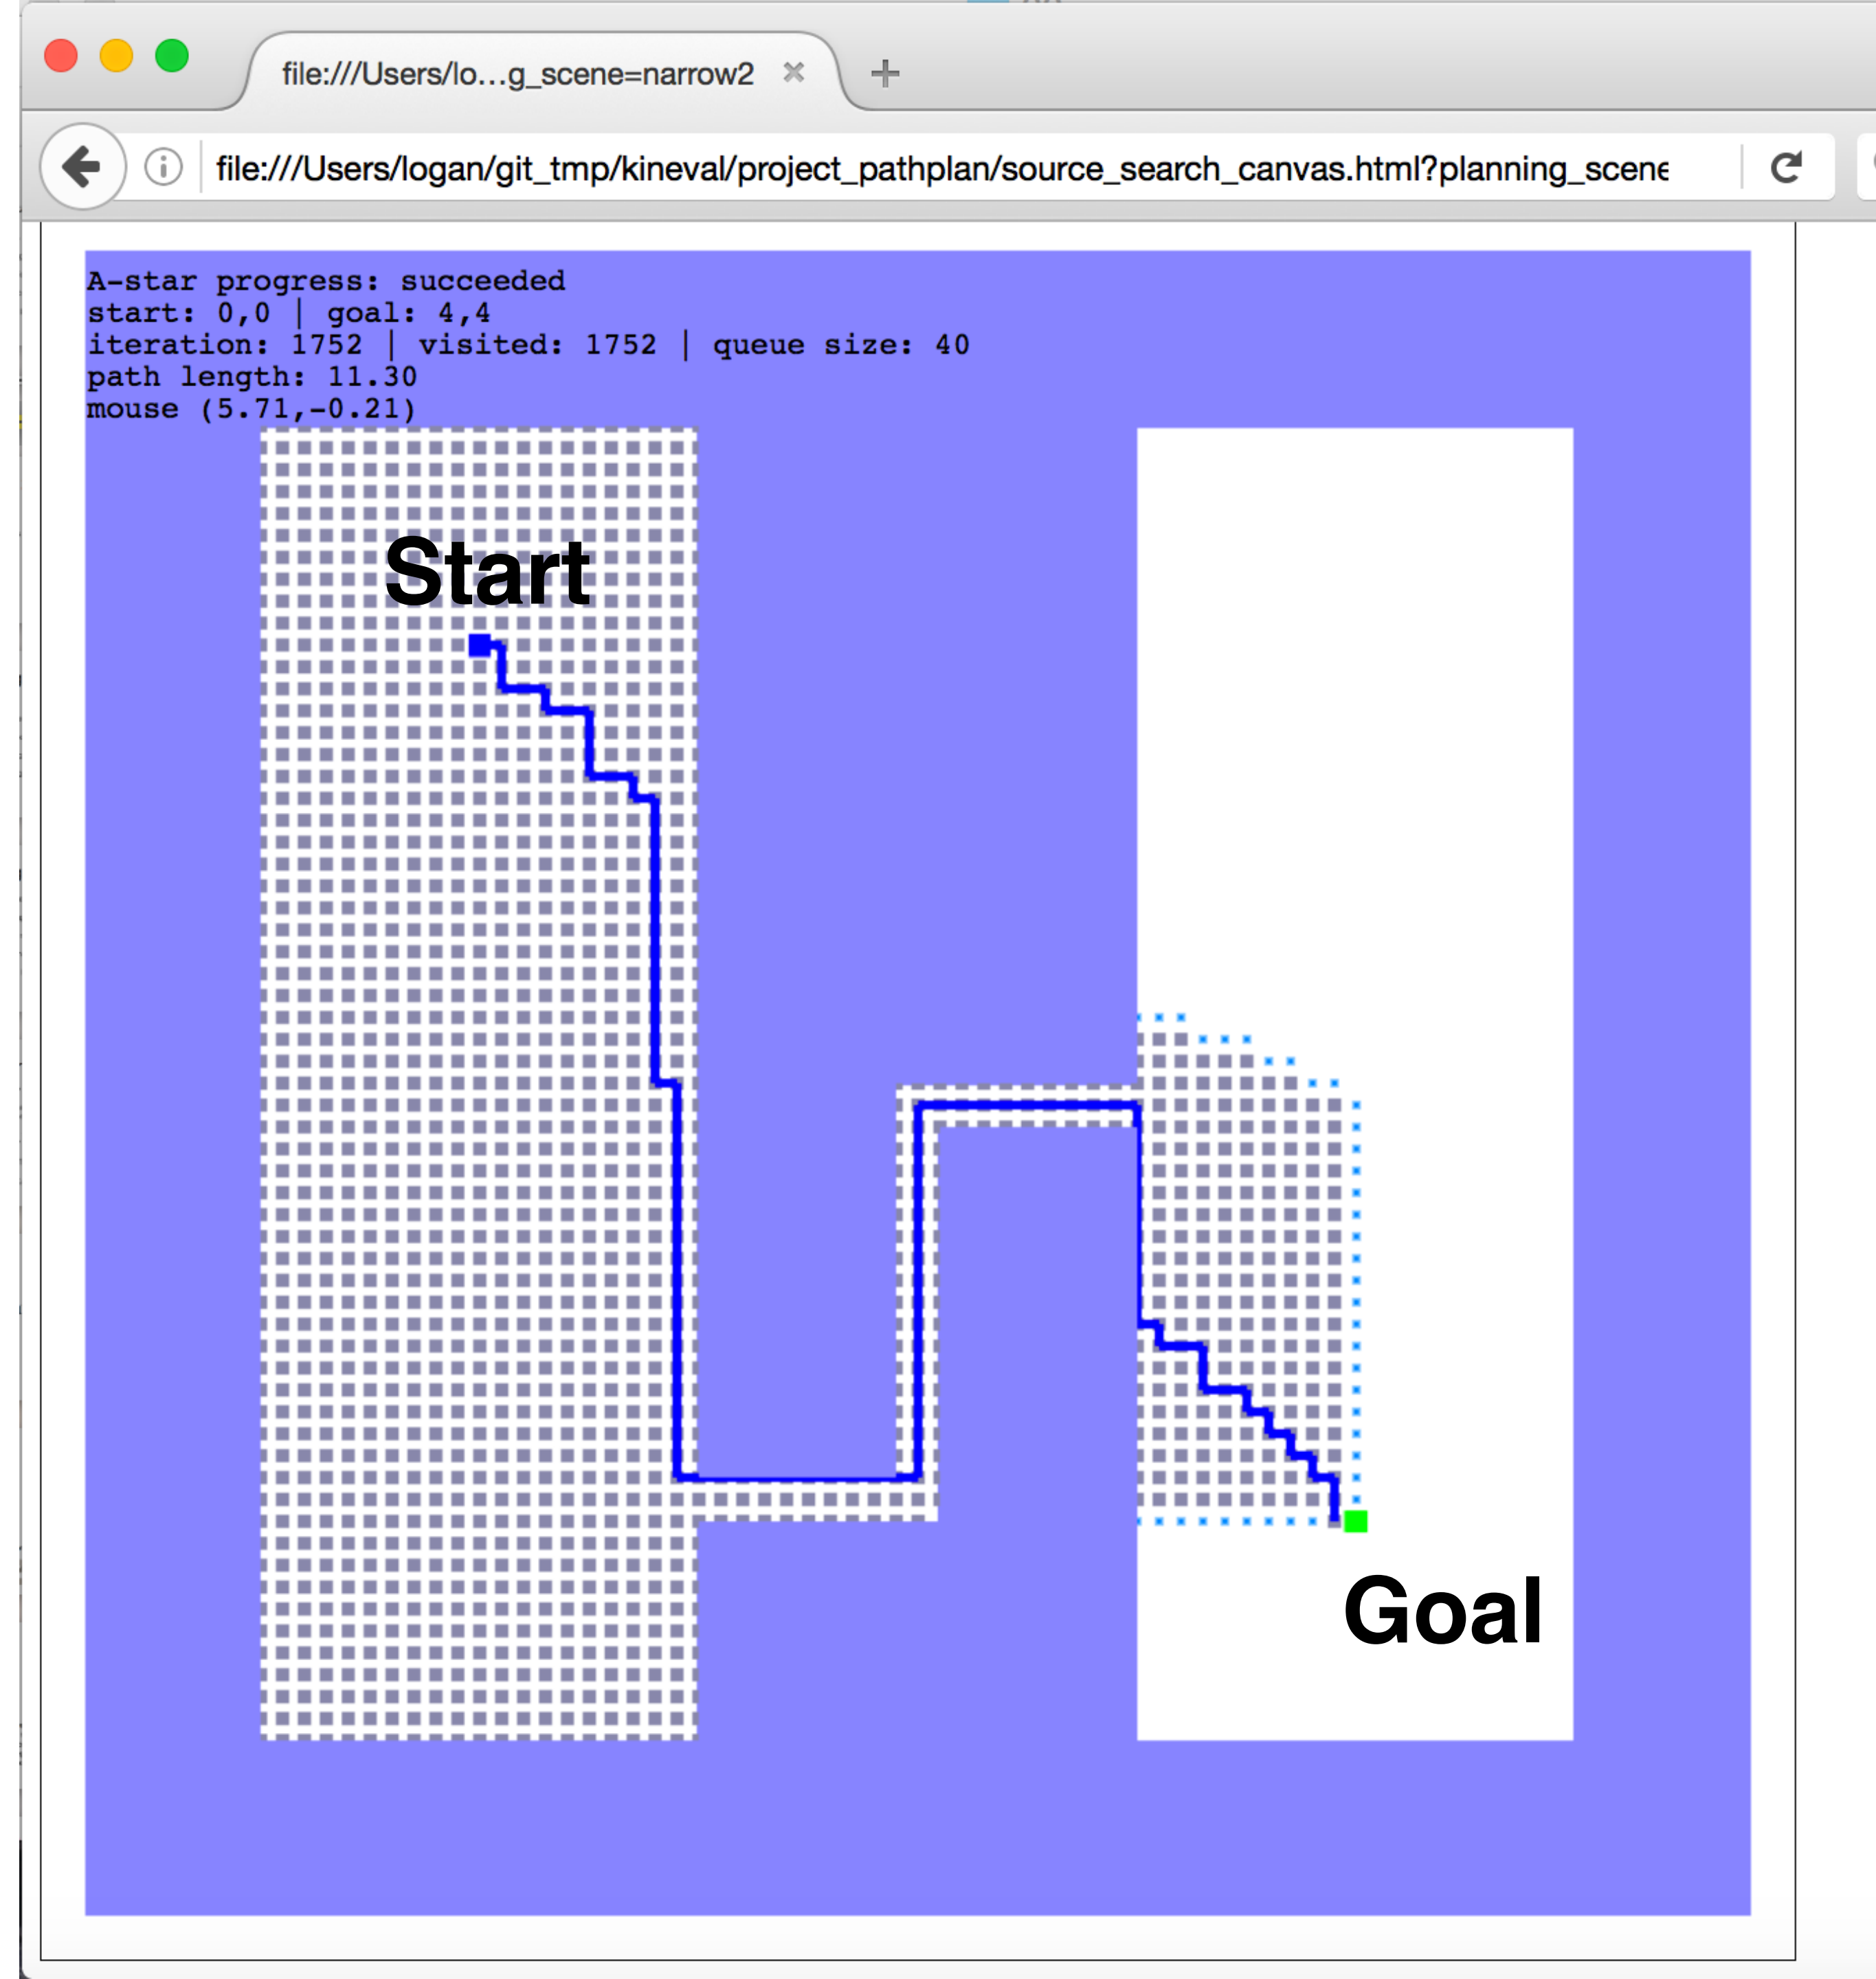 file:///Users/lo...g_scene=narrow2
file:///Users/logan/git_tmp/kineval/project_pathplan/source_search_canvas.html?planning_scene
A-star progress: succeeded
start: 0,0 | goal: 4,4
iteration: 1752 | visited: 1752 | queue size: 40
path length: 11.30
mouse (5.71,-0.21)
Start
Goal